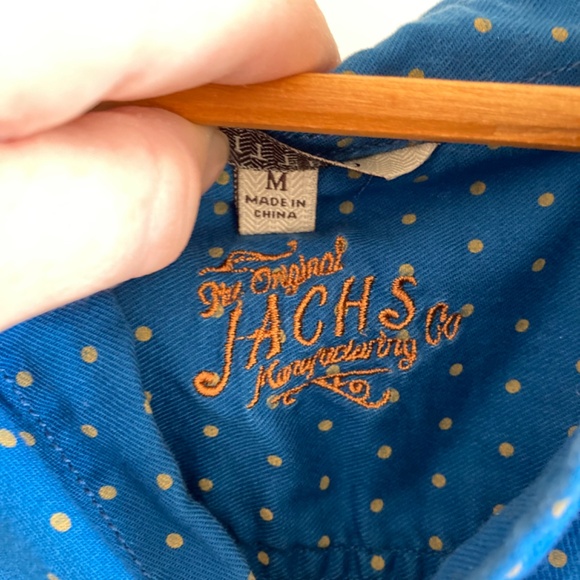 M
MADE IN
CHINA
The Original
JACHS
Manufacturing Co